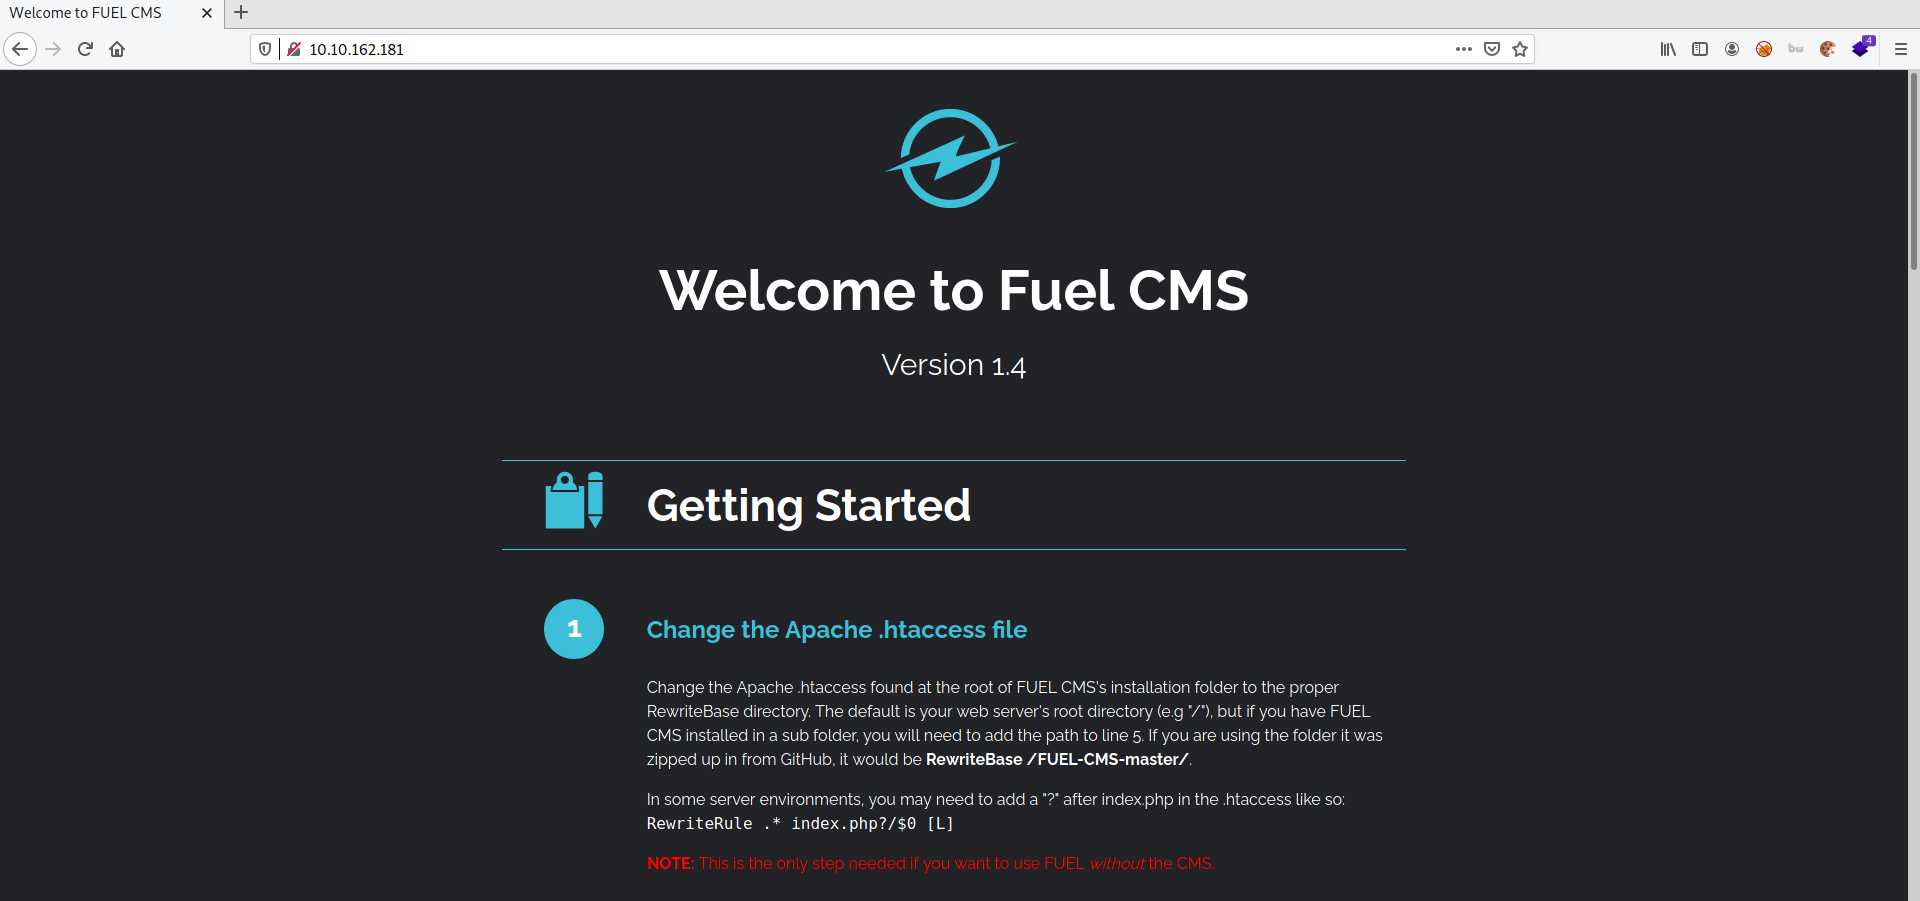 Welcome to FUEL CMS
10.10.162.181
4
Welcome to Fuel CMS
Version 1.4
Getting Started
1
Change the Apache .htaccess file
Change the Apache .htaccess found at the root of FUEL CMS's installation folder to the proper
RewriteBase directory. The default is your web server's root directory (e.g "/"), but if you have FUEL
CMS installed in a sub folder, you will need to add the path to line 5. If you are using the folder it was
zipped up in from GitHub, it would be RewriteBase /FUEL-CMS-master/.
In some server environments, you may need to add a "?" after index.php in the .htaccess like so:
RewriteRule .* index.php?/$0 [L]
NOTE: This is the only step needed if you want to use FUEL without the CMS.